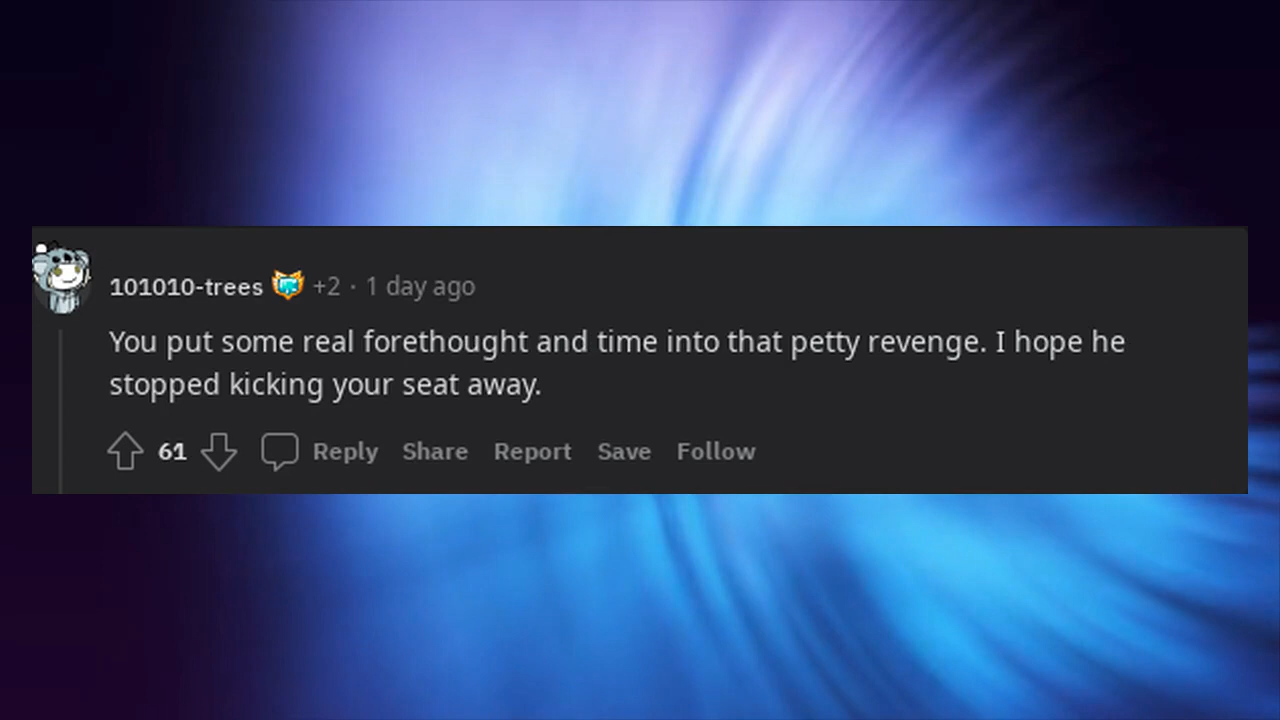 101010-trees +2 · 1 day ago
You put some real forethought and time into that petty revenge. I hope he
stopped kicking your seat away.
61 Reply Share Report Save Follow